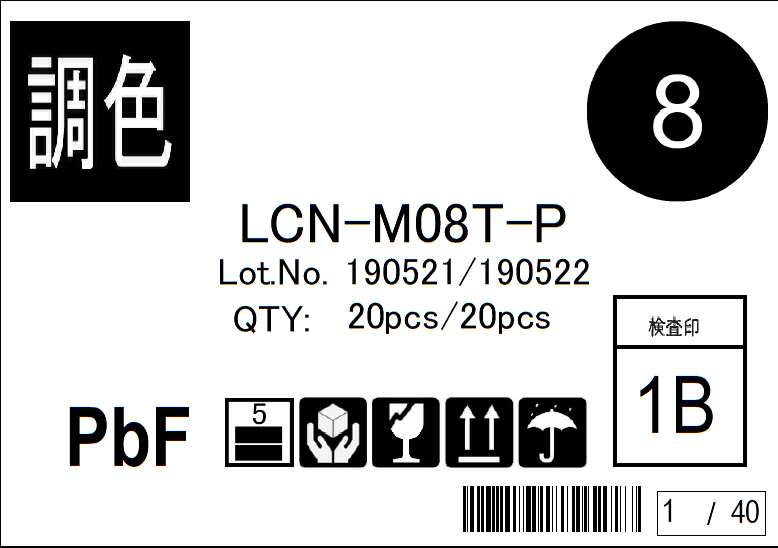 調色
8
LCN-M08T-P
Lot.No. 190521/190522
QTY: 20pcs/20pcs
検査印
1B
PbF
5
1 / 40